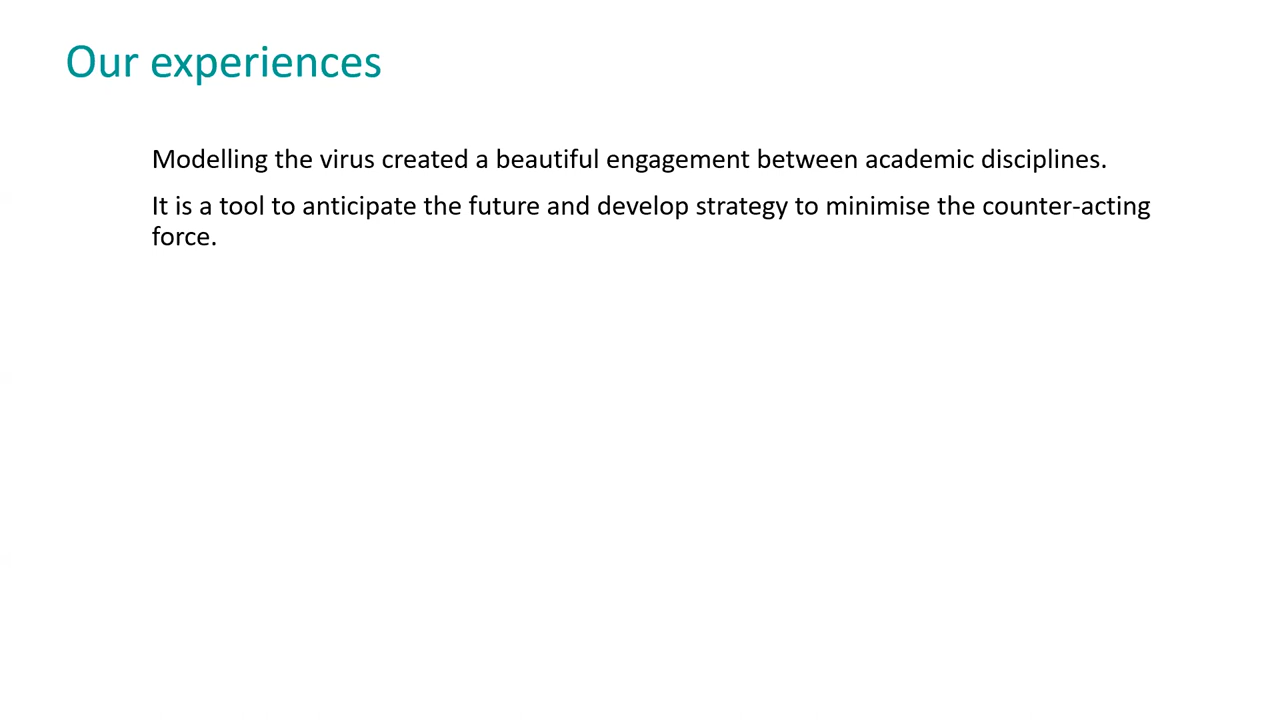 Our experiences
Modelling the virus created a beautiful engagement between academic disciplines.
It is a tool to anticipate the future and develop strategy to minimise the counter-acting
force.